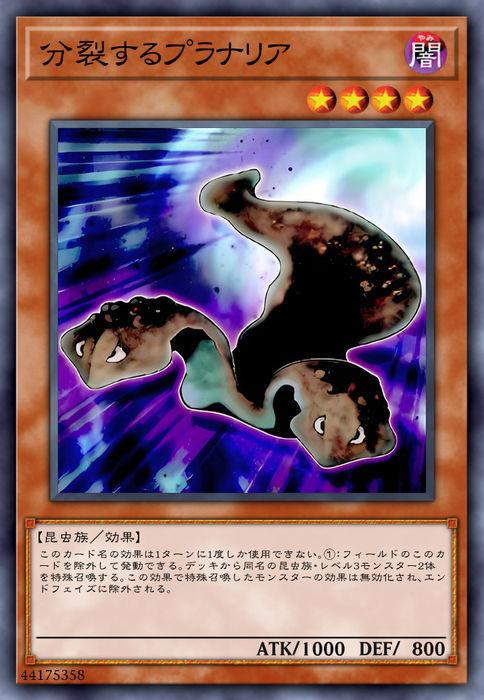 分裂するプラナリア
やみ
闇
【昆虫族／効果】
このカード名の効果は1ターンに1度しか使用できない。①：フィールドのこのカ
ードを除外して発動できる。デッキから同名の昆虫族・レベル3モンスター2体
を特殊召喚する。この効果で特殊召喚したモンスターの効果は無効化され、エン
ドフェイズに除外される。
ATK/1000 DEF/ 800
44175358